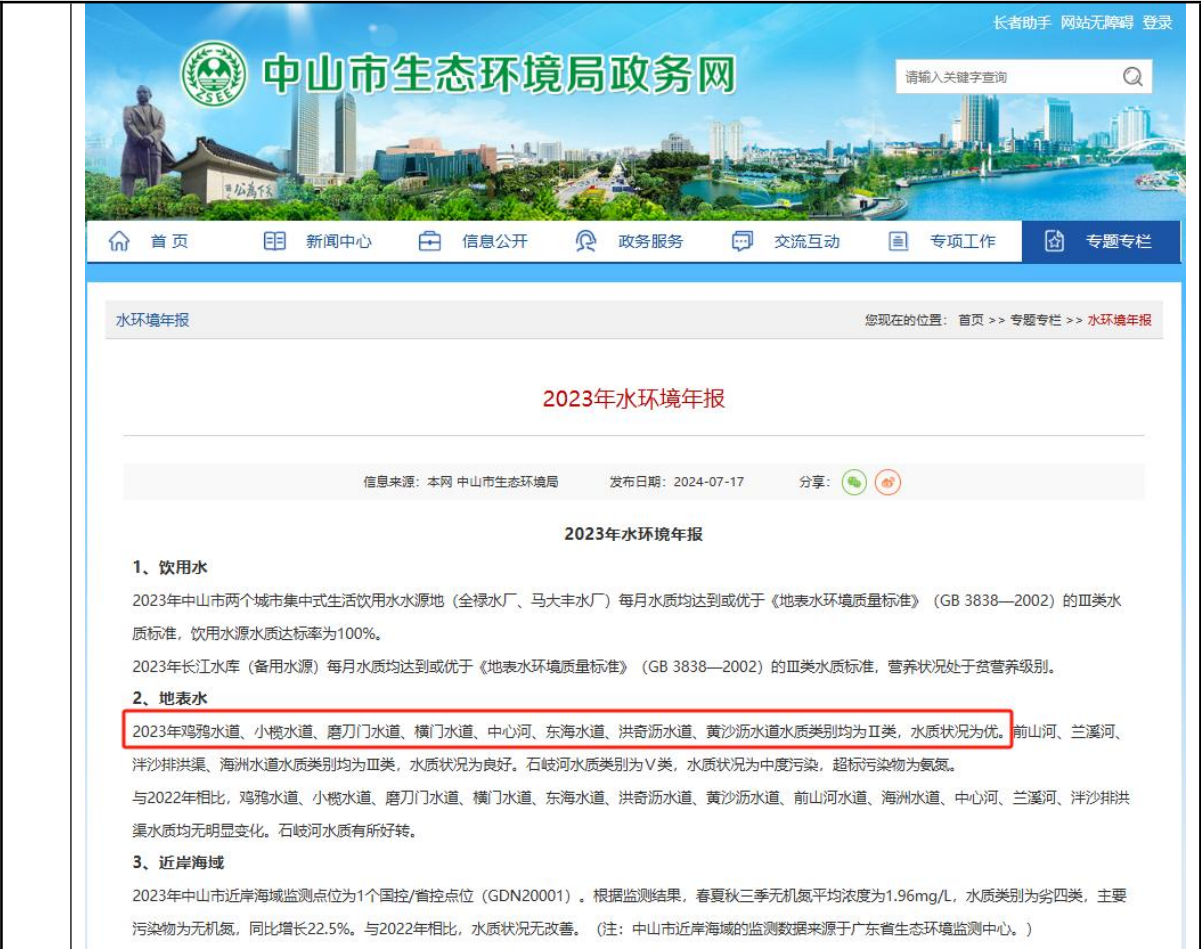 长者助手 网站无障碍 登录
中山市生态环境局政务网
ZSEE
请输入关键字查询
天下为公
首页 新闻中心 信息公开 政务服务 交流互动 专项工作 专题专栏
水环境年报 您现在的位置: 首页 >> 专题专栏 >> 水环境年报
2023年水环境年报
信息来源: 本网 中山市生态环境局 发布日期: 2024-07-17 分享:
2023年水环境年报
1、饮用水
2023年中山市两个城市集中式生活饮用水水源地（全禄水厂、马大丰水厂）每月水质均达到或优于《地表水环境质量标准》（GB 3838—2002）的Ⅲ类水
质标准，饮用水源水质达标率为100%。
2023年长江水库（备用水源）每月水质均达到或优于《地表水环境质量标准》（GB 3838—2002）的Ⅲ类水质标准，营养状况处于贫营养级别。
2、地表水
2023年鸡鸦水道、小榄水道、磨刀门水道、横门水道、中心河、东海水道、洪奇沥水道、黄沙沥水道水质类别均为Ⅱ类，水质状况为优。前山河、兰溪河、
泮沙排洪渠、海洲水道水质类别均为Ⅲ类，水质状况为良好。石岐河水质类别为Ⅴ类，水质状况为中度污染，超标污染物为氨氮。
与2022年相比，鸡鸦水道、小榄水道、磨刀门水道、横门水道、东海水道、洪奇沥水道、黄沙沥水道、前山河水道、海洲水道、中心河、兰溪河、泮沙排洪
渠水质均无明显变化。石岐河水质有所好转。
3、近岸海域
2023年中山市近岸海域监测点位为1个国控/省控点位（GDN20001）。根据监测结果，春夏秋三季无机氮平均浓度为1.96mg/L，水质类别为劣四类，主要
污染物为无机氮，同比增长22.5%。与2022年相比，水质状况无改善。（注：中山市近岸海域的监测数据来源于广东省生态环境监测中心。）